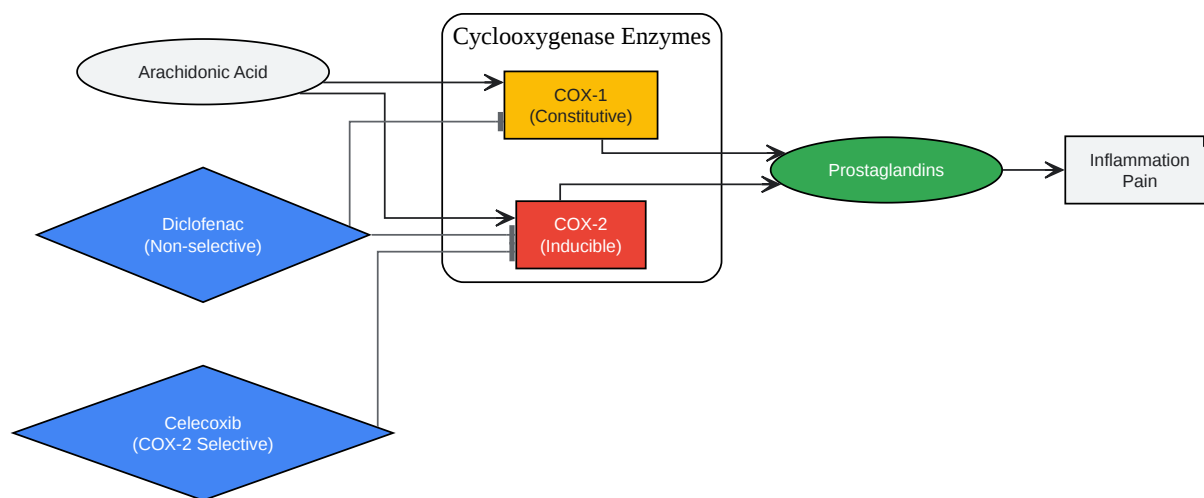 Cyclooxygenase Enzymes
Arachidonic Acid
COX-1
(Constitutive)
Prostaglandins
Inflammation
Pain
Diclofenac
(Non-selective)
COX-2
(Inducible)
Celecoxib
(COX-2 Selective)